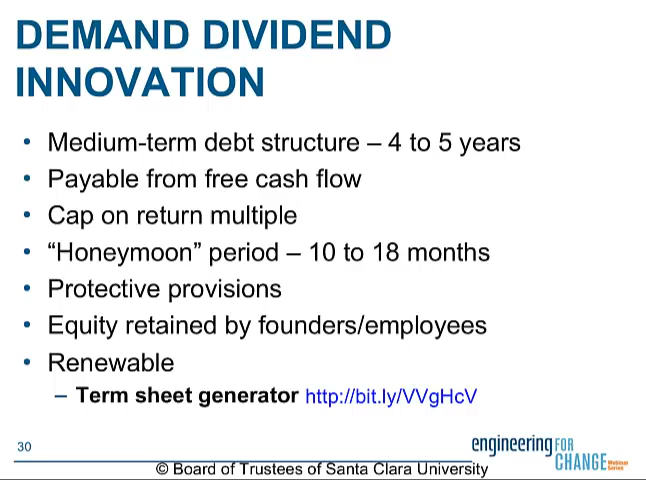 DEMAND DIVIDEND
INNOVATION
• Medium-term debt structure – 4 to 5 years
• Payable from free cash flow
• Cap on return multiple
• “Honeymoon” period – 10 to 18 months
• Protective provisions
• Equity retained by founders/employees
• Renewable
– Term sheet generator http://bit.ly/VVgHcV
30
engineering FOR
CHANGE Webinar
Series
© Board of Trustees of Santa Clara University